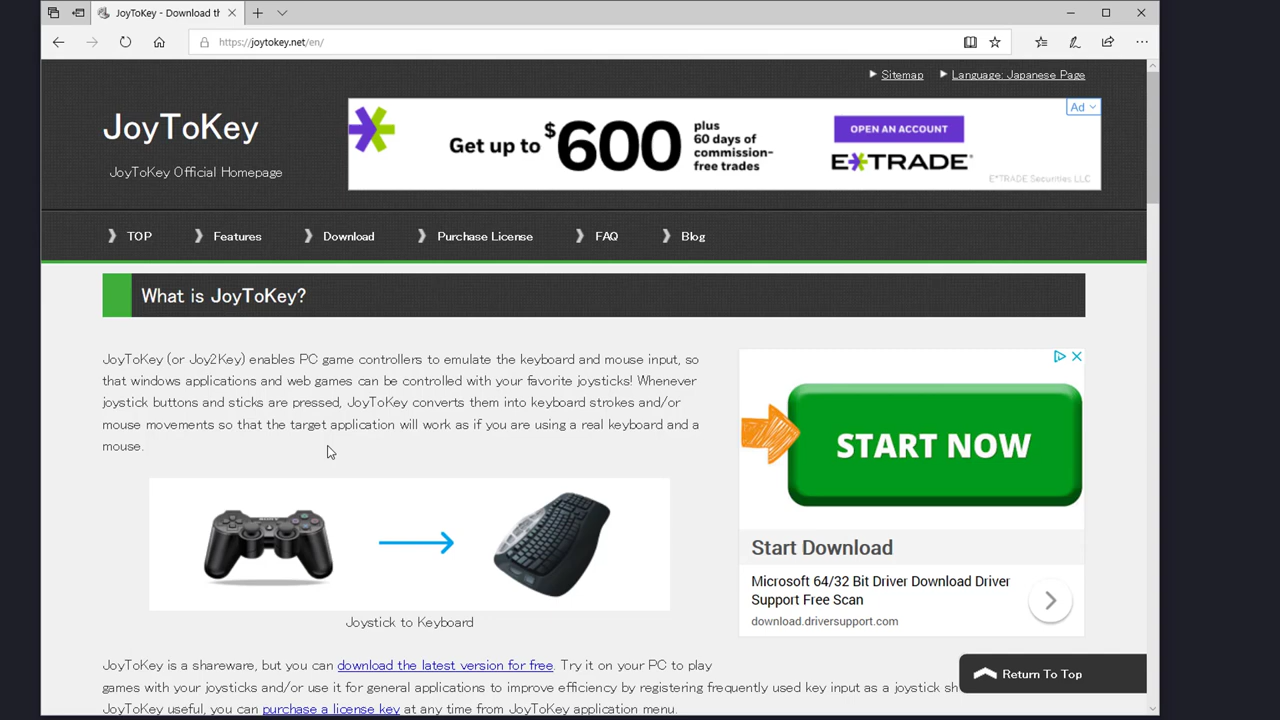 JoyToKey - Download th
https://joytokey.net/en/
Sitemap
Language: Japanese Page
JoyToKey
JoyToKey Official Homepage
Get up to $600 plus 60 days of commission-free trades
OPEN AN ACCOUNT
E*TRADE
E*TRADE Securities LLC
Ad
TOP Features Download Purchase License FAQ Blog
What is JoyToKey?
JoyToKey (or Joy2Key) enables PC game controllers to emulate the keyboard and mouse input, so
that windows applications and web games can be controlled with your favorite joysticks! Whenever
joystick buttons and sticks are pressed, JoyToKey converts them into keyboard strokes and/or
mouse movements so that the target application will work as if you are using a real keyboard and a
mouse.
Joystick to Keyboard
START NOW
Start Download
Microsoft 64/32 Bit Driver Download Driver
Support Free Scan
download.driversupport.com
JoyToKey is a shareware, but you can download the latest version for free. Try it on your PC to play
games with your joysticks and/or use it for general applications to improve efficiency by registering frequently used key input as a joystick sh
JoyToKey useful, you can purchase a license key at any time from JoyToKey application menu.
Return To Top